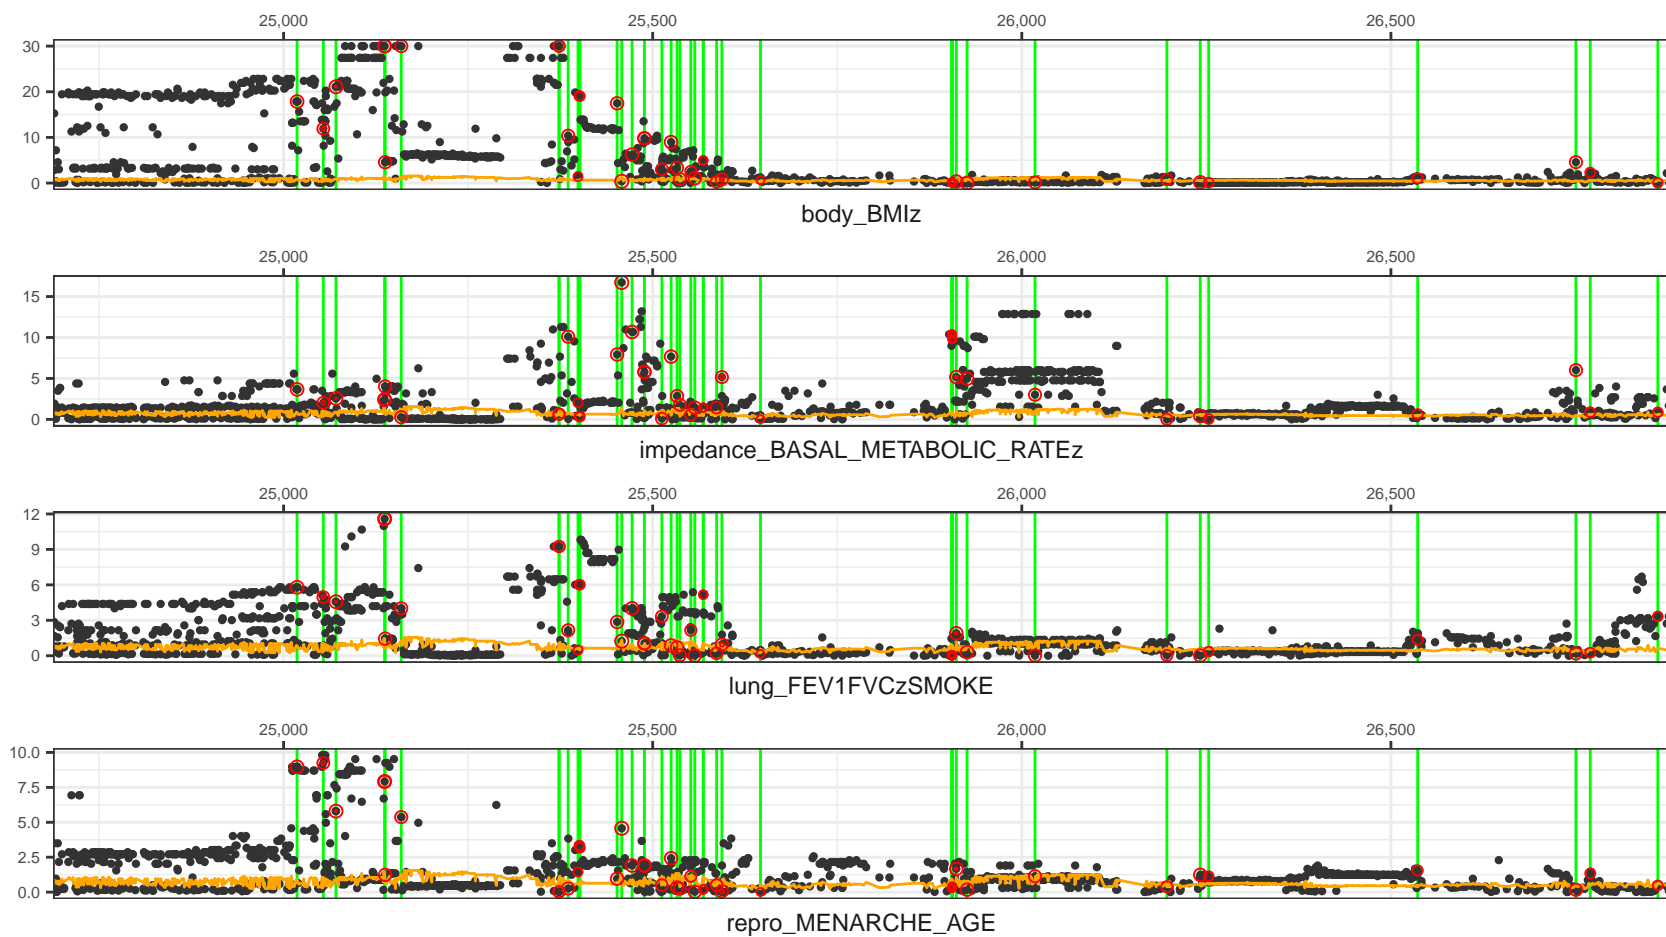 25,000 25,500 26,000 26,500
30
20
10
0
body_BMIz
25,000 25,500 26,000 26,500
15
10
5
0
impedance_BASAL_METABOLIC_RATEz
25,000 25,500 26,000 26,500
12
9
6
3
0
lung_FEV1FVCzSMOKE
25,000 25,500 26,000 26,500
10.0
7.5
5.0
2.5
0.0
repro_MENARCHE_AGE